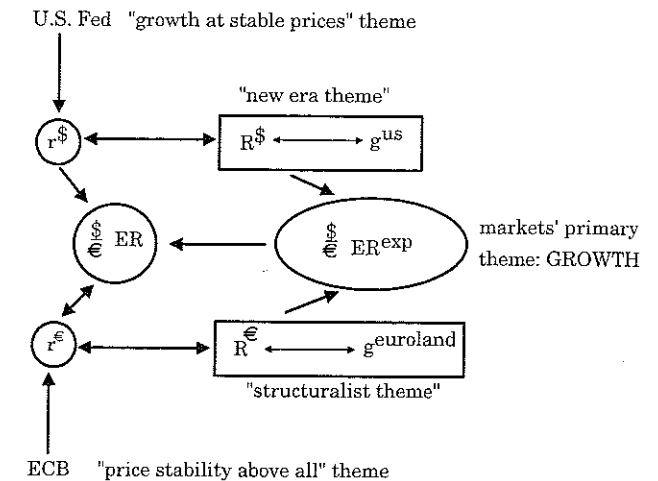 U.S. Fed "growth at stable prices" theme
"new era theme"
r$
R$ gus
$/€ ER
$/€ ERexp
markets' primary
theme: GROWTH
r€
R€ geuroland
"structuralist theme"
ECB "price stability above all" theme